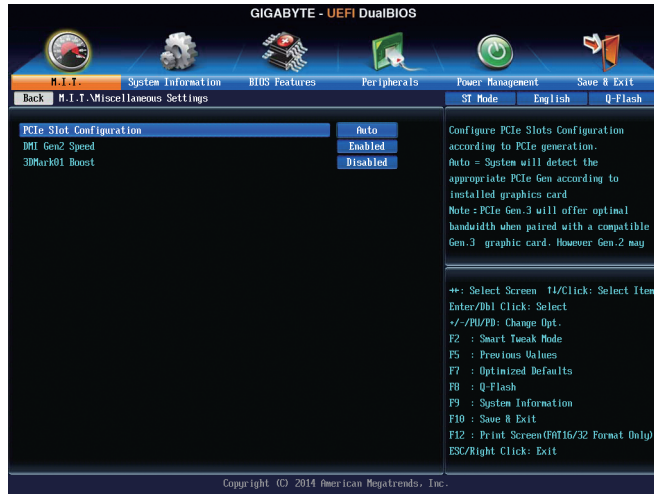 GIGABYTE - UEFI DualBIOS
M.I.T. System Information BIOS Features Peripherals Power Management Save & Exit
Back M.I.T.\Miscellaneous Settings ST Mode English Q-Flash
PCIe Slot Configuration Auto
DMI Gen2 Speed Enabled
3DMark01 Boost Disabled
Configure PCIe Slots Configuration
according to PCIe generation.
Auto = System will detect the
appropriate PCIe Gen according to
installed graphics card
Note : PCIe Gen.3 will offer optimal
bandwidth when paired with a compatible
Gen.3 graphic card. However Gen.2 may
→←: Select Screen ↑↓/Click: Select Item
Enter/Dbl Click: Select
+/-/PU/PD: Change Opt.
F2 : Smart Tweak Mode
F5 : Previous Values
F7 : Optimized Defaults
F8 : Q-Flash
F9 : System Information
F10 : Save & Exit
F12 : Print Screen(FAT16/32 Format Only)
ESC/Right Click: Exit
Copyright (C) 2014 American Megatrends, Inc.